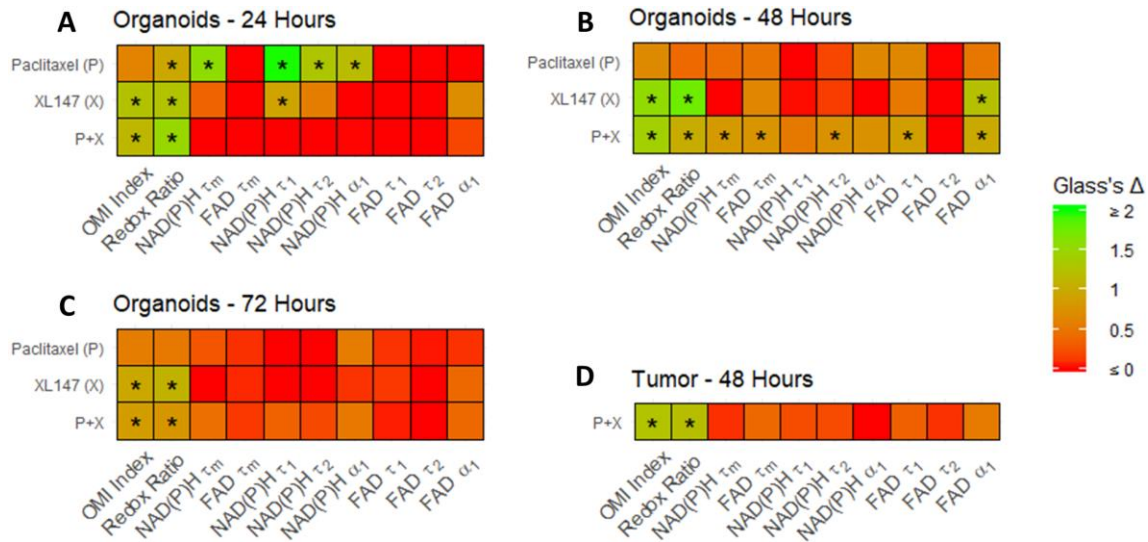 A Organoids - 24 Hours
Paclitaxel (P) * * * * *
XL147 (X) * * *
P+X * *
OMI Index
Redox Ratio
NAD(P)H τm
FAD τm
NAD(P)H τ1
NAD(P)H τ2
NAD(P)H α1
FAD τ1
FAD τ2
FAD α1
B Organoids - 48 Hours
Paclitaxel (P)
XL147 (X) * * *
P+X * * * * * * *
OMI Index
Redox Ratio
NAD(P)H τm
FAD τm
NAD(P)H τ1
NAD(P)H τ2
NAD(P)H α1
FAD τ1
FAD τ2
FAD α1
Glass's Δ
≥ 2
1.5
1
0.5
≤ 0
C Organoids - 72 Hours
Paclitaxel (P)
XL147 (X) * *
P+X * *
OMI Index
Redox Ratio
NAD(P)H τm
FAD τm
NAD(P)H τ1
NAD(P)H τ2
NAD(P)H α1
FAD τ1
FAD τ2
FAD α1
D Tumor - 48 Hours
P+X * *
OMI Index
Redox Ratio
NAD(P)H τm
FAD τm
NAD(P)H τ1
NAD(P)H τ2
NAD(P)H α1
FAD τ1
FAD τ2
FAD α1